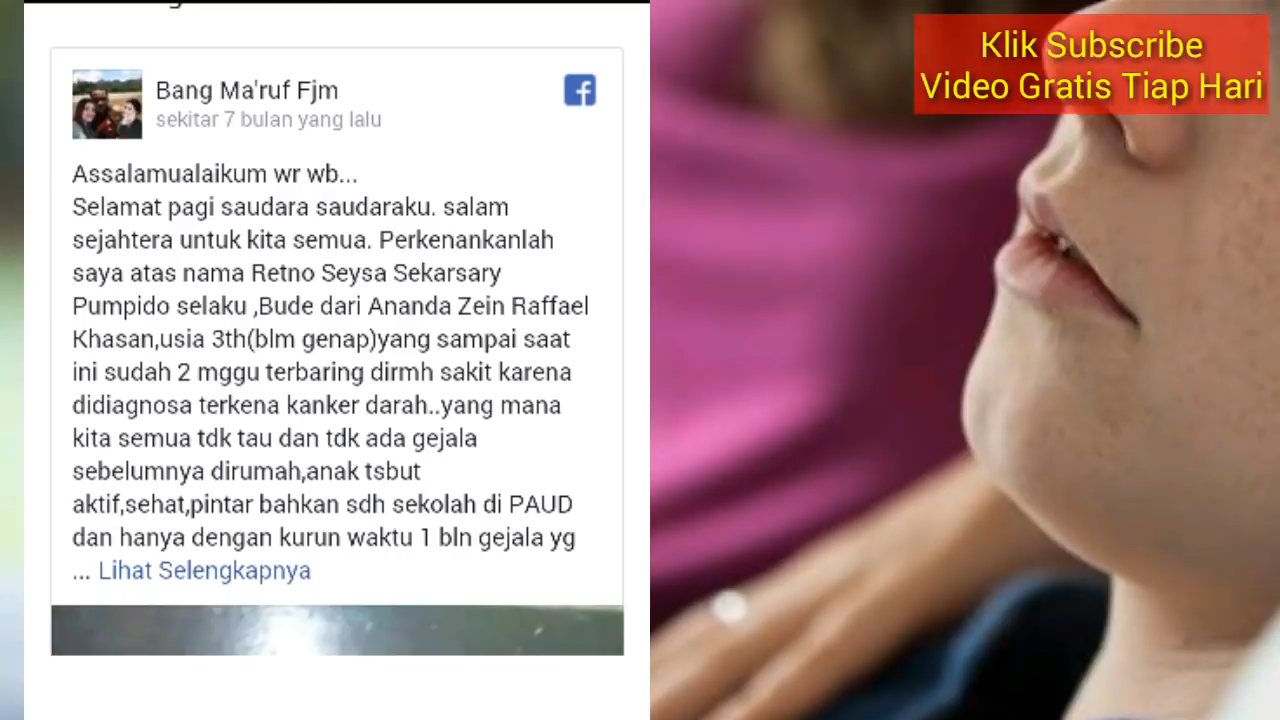 Bang Ma'ruf Fjm
sekitar 7 bulan yang lalu
Assalamualaikum wr wb...
Selamat pagi saudara saudaraku. salam
sejahtera untuk kita semua. Perkenankanlah
saya atas nama Retno Seysa Sekarsary
Pumpido selaku ,Bude dari Ananda Zein Raffael
Khasan,usia 3th(blm genap)yang sampai saat
ini sudah 2 mggu terbaring dirmh sakit karena
didiagnosa terkena kanker darah..yang mana
kita semua tdk tau dan tdk ada gejala
sebelumnya dirumah,anak tsbut
aktif,sehat,pintar bahkan sdh sekolah di PAUD
dan hanya dengan kurun waktu 1 bln gejala yg
... Lihat Selengkapnya
Klik Subscribe
Video Gratis Tiap Hari